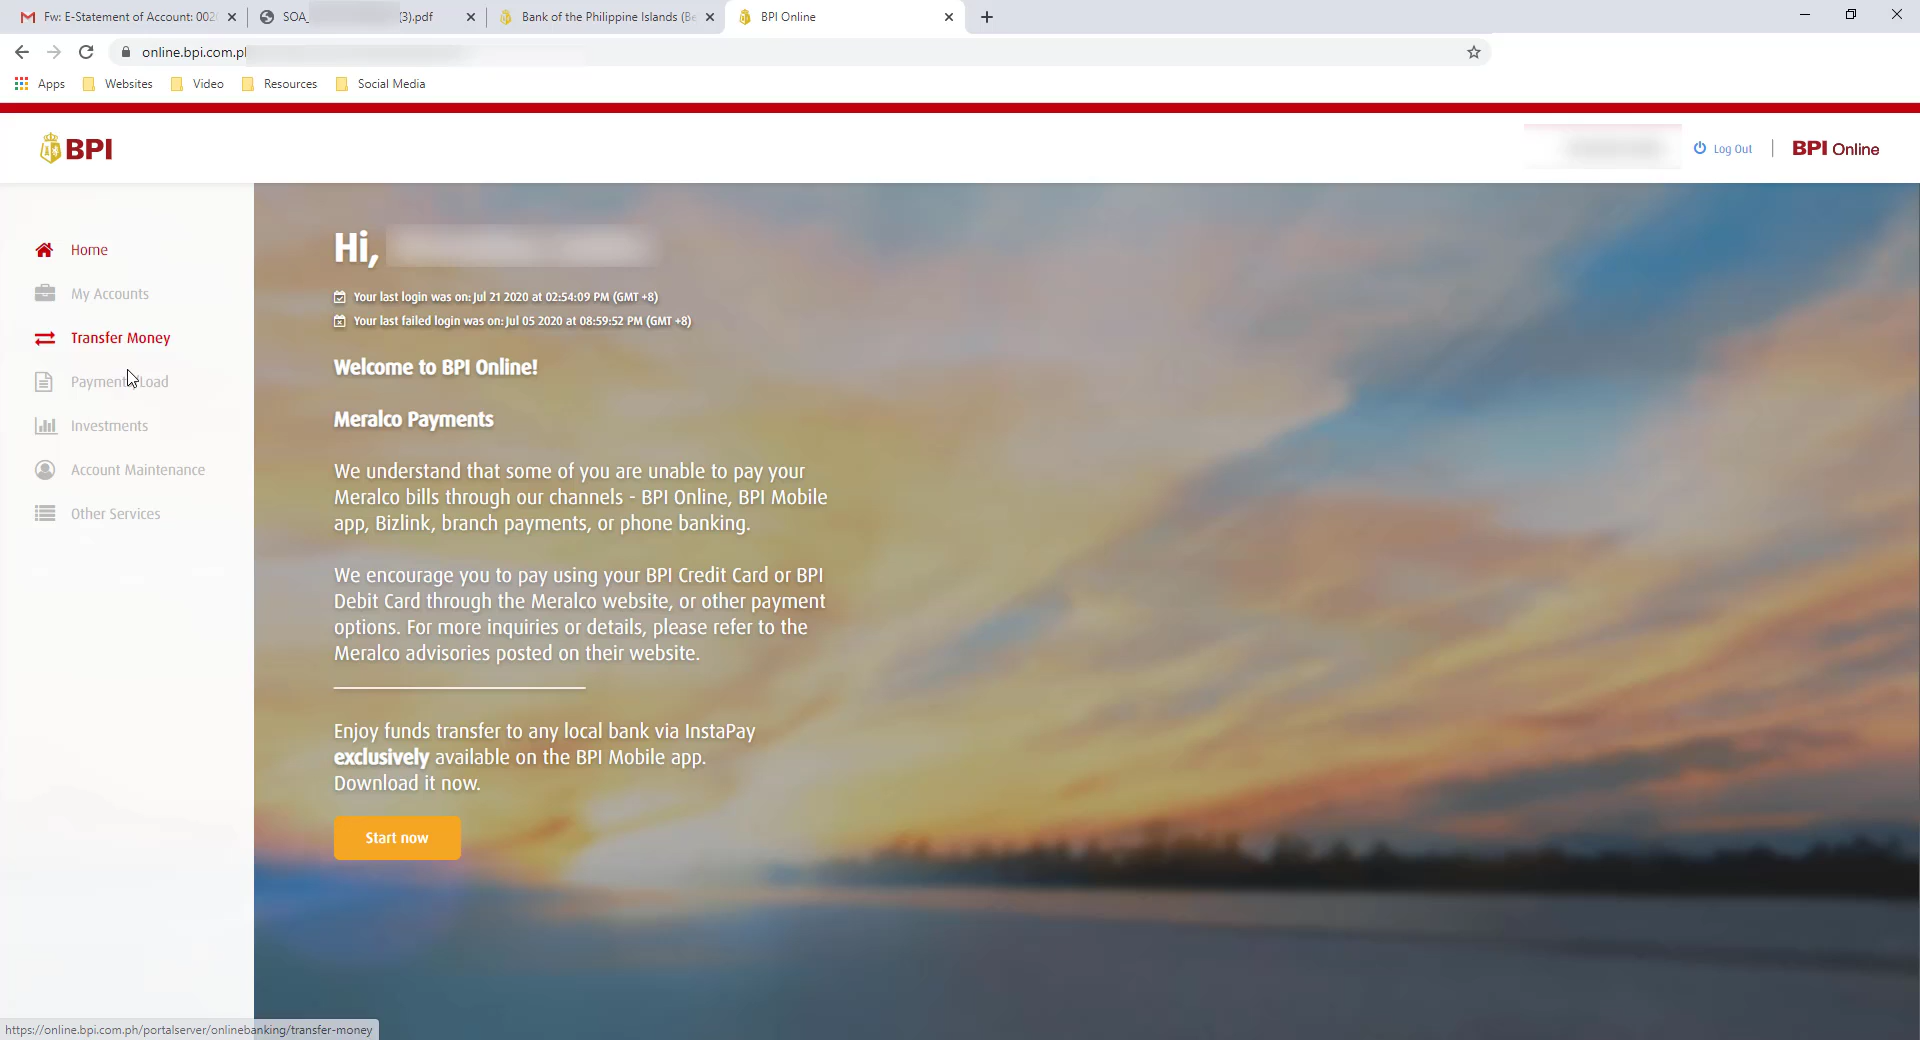 Fw: E-Statement of Account: 002
SOA_ (3).pdf
Bank of the Philippine Islands (Be
BPI Online
online.bpi.com.ph
Apps
Websites
Video
Resources
Social Media
BPI
Log Out
BPI Online
Home
My Accounts
Transfer Money
Payment Load
Investments
Account Maintenance
Other Services
Hi,
Your last login was on: Jul 21 2020 at 02:54:09 PM (GMT +8)
Your last failed login was on: Jul 05 2020 at 08:59:52 PM (GMT +8)
Welcome to BPI Online!
Meralco Payments
We understand that some of you are unable to pay your
Meralco bills through our channels - BPI Online, BPI Mobile
app, Bizlink, branch payments, or phone banking.
We encourage you to pay using your BPI Credit Card or BPI
Debit Card through the Meralco website, or other payment
options. For more inquiries or details, please refer to the
Meralco advisories posted on their website.
Enjoy funds transfer to any local bank via InstaPay
exclusively available on the BPI Mobile app.
Download it now.
Start now
https://online.bpi.com.ph/portalserver/onlinebanking/transfer-money